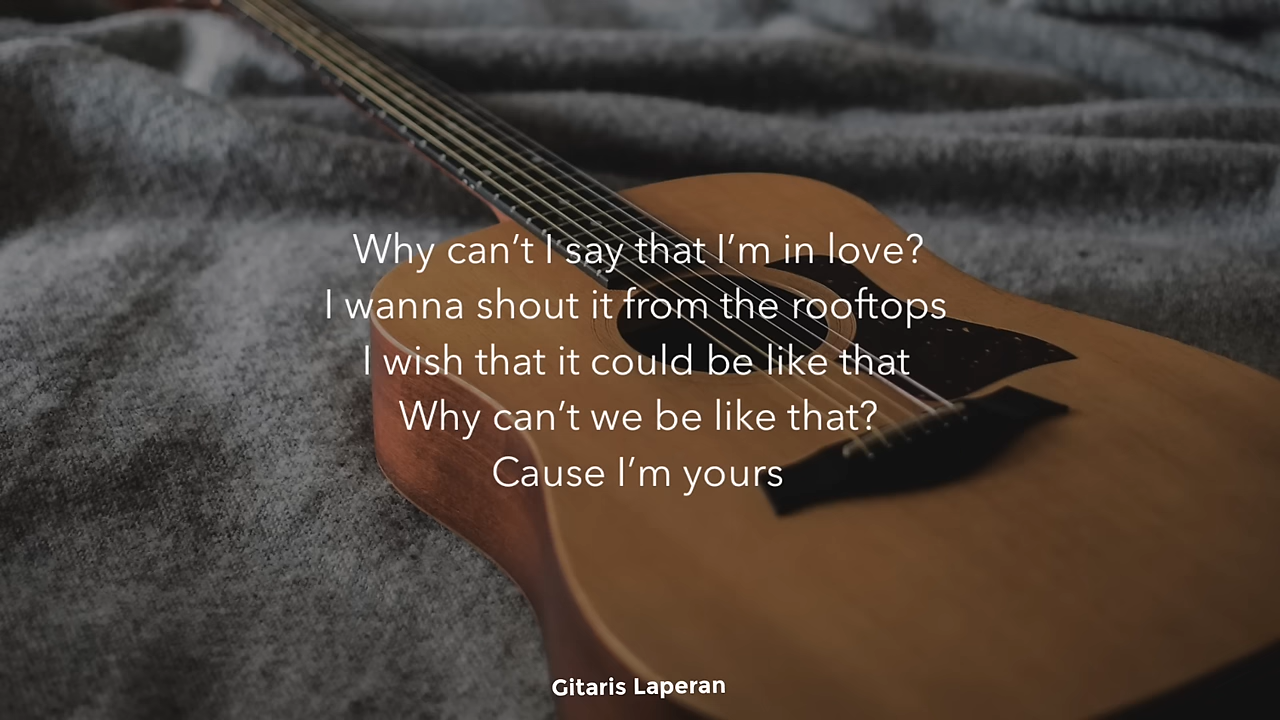 Why can’t I say that I’m in love?
I wanna shout it from the rooftops
I wish that it could be like that
Why can’t we be like that?
Cause I’m yours
Gitaris Laperan